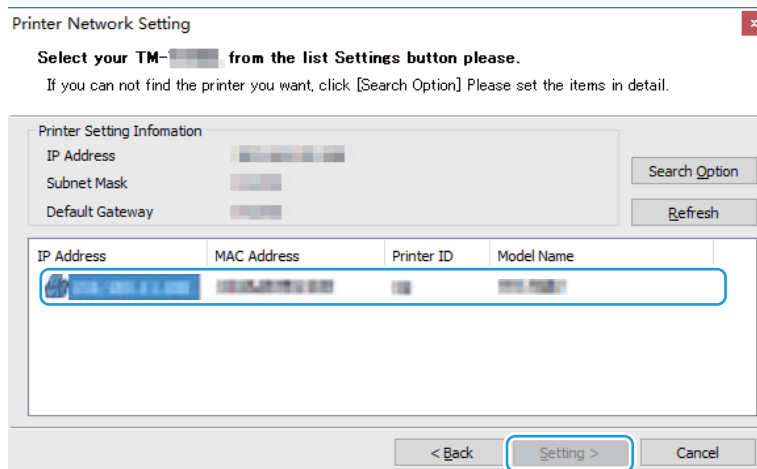 Printer Network Setting
x
Select your TM- from the list Settings button please.
If you can not find the printer you want, click [Search Option] Please set the items in detail.
Printer Setting Infomation
IP Address
Subnet Mask
Default Gateway
Search Option
Refresh
IP Address MAC Address Printer ID Model Name
< Back Setting > Cancel